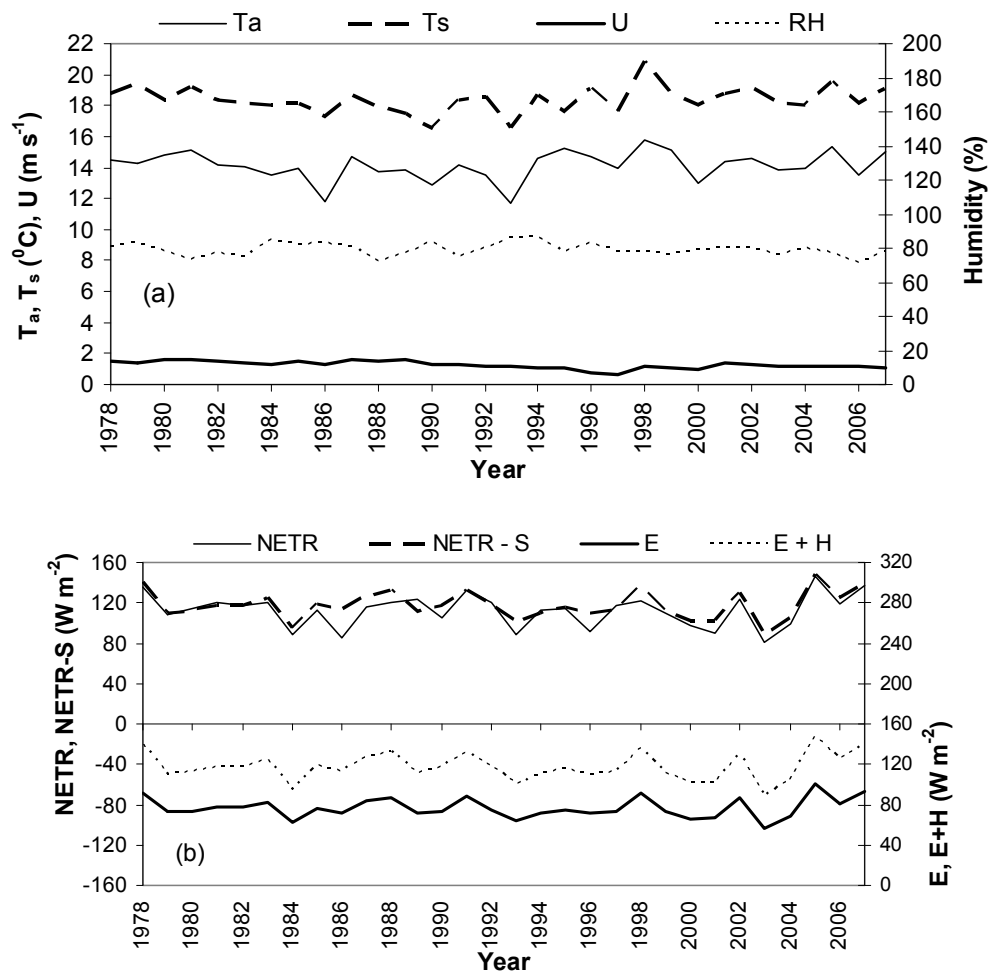 Ta Ts U RH
22 200
20 180
18 160
16 140
14 120
12 100
10 80
8 60
6 40
4 20
2 0
0
Ta, Ts (⁰C), U (m s⁻¹)
Humidity (%)
(a)
1978 1980 1982 1984 1986 1988 1990 1992 1994 1996 1998 2000 2002 2004 2006
Year
NETR NETR - S E E + H
160 320
120 280
80 240
40 200
0 160
-40 120
-80 80
-120 40
-160 0
NETR, NETR-S (W m⁻²)
E, E+H (W m⁻²)
(b)
1978 1980 1982 1984 1986 1988 1990 1992 1994 1996 1998 2000 2002 2004 2006
Year